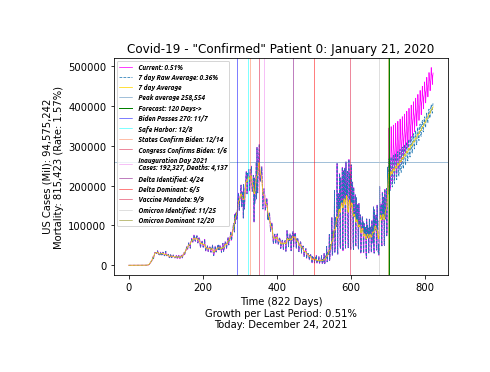 Covid-19 - "Confirmed" Patient 0: January 21, 2020
US Cases (Mil): 94,575,242
Mortality: 815,423 (Rate: 1.57%)
500000
400000
300000
200000
100000
0
Current: 0.51%
7 day Raw Average: 0.36%
7 day Average
Peak average 258,554
Forecast: 120 Days->
Biden Passes 270: 11/7
Safe Harbor: 12/8
States Confirm Biden: 12/14
Congress Confirms Biden: 1/6
Inauguration Day 2021
Cases: 192,327, Deaths: 4,137
Delta Identified: 4/24
Delta Dominant: 6/5
Vaccine Mandate: 9/9
Omicron Identified: 11/25
Omicron Dominant 12/20
0 200 400 600 800
Time (822 Days)
Growth per Last Period: 0.51%
Today: December 24, 2021